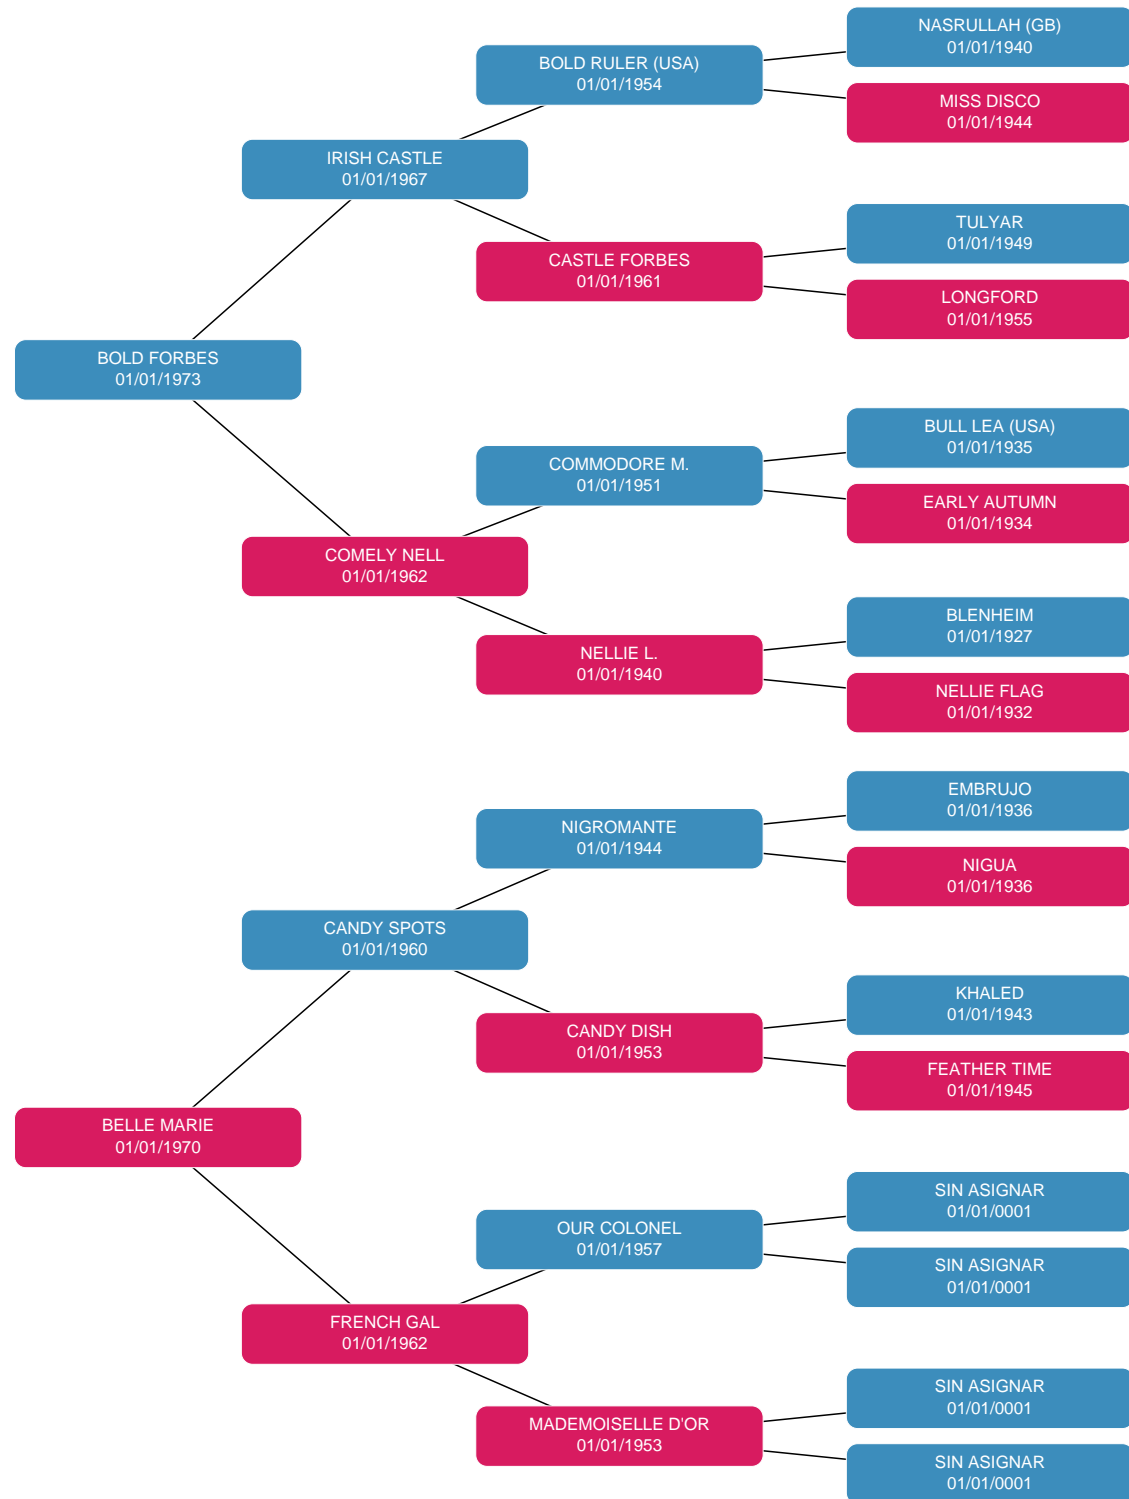 NASRULLAH (GB)
01/01/1940
BOLD RULER (USA)
01/01/1954
MISS DISCO
01/01/1944
IRISH CASTLE
01/01/1967
TULYAR
01/01/1949
CASTLE FORBES
01/01/1961
LONGFORD
01/01/1955
BOLD FORBES
01/01/1973
BULL LEA (USA)
01/01/1935
COMMODORE M.
01/01/1951
EARLY AUTUMN
01/01/1934
COMELY NELL
01/01/1962
BLENHEIM
01/01/1927
NELLIE L.
01/01/1940
NELLIE FLAG
01/01/1932
EMBRUJO
01/01/1936
NIGROMANTE
01/01/1944
NIGUA
01/01/1936
CANDY SPOTS
01/01/1960
KHALED
01/01/1943
CANDY DISH
01/01/1953
FEATHER TIME
01/01/1945
BELLE MARIE
01/01/1970
SIN ASIGNAR
01/01/0001
OUR COLONEL
01/01/1957
SIN ASIGNAR
01/01/0001
FRENCH GAL
01/01/1962
SIN ASIGNAR
01/01/0001
MADEMOISELLE D'OR
01/01/1953
SIN ASIGNAR
01/01/0001